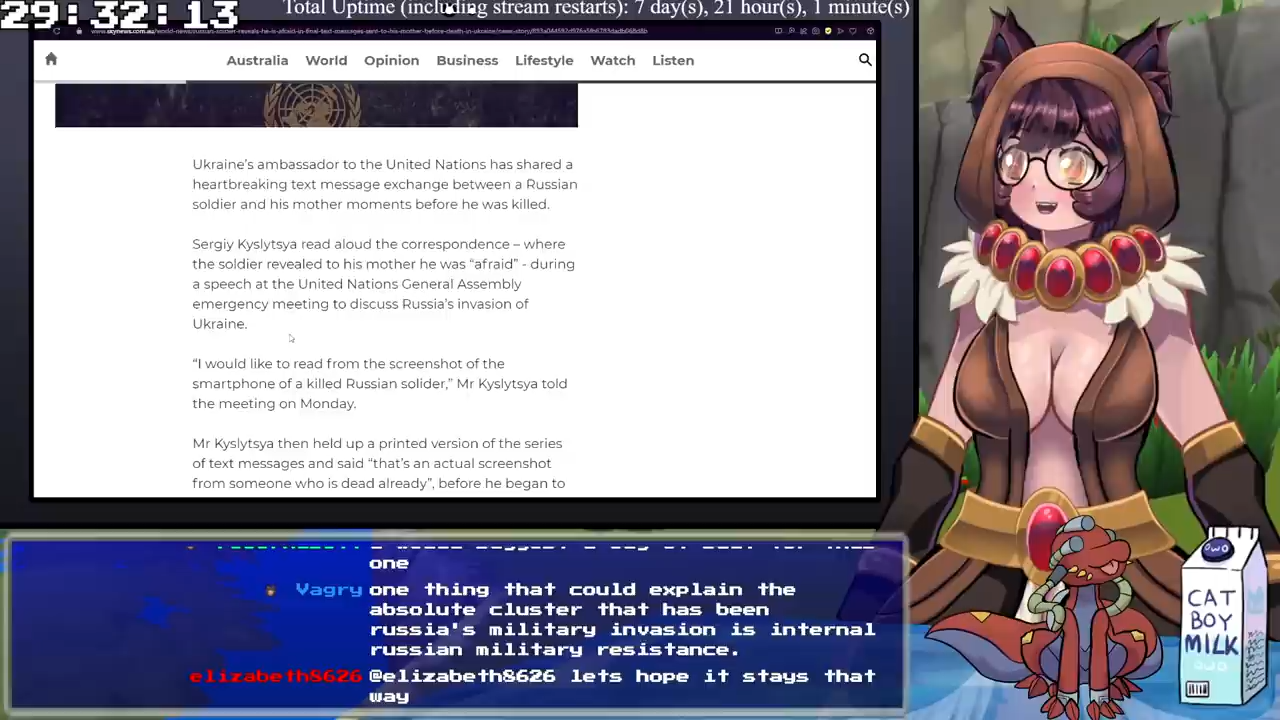 29:32:13
Total Uptime (including stream restarts): 7 day(s), 21 hour(s), 1 minute(s)
Australia World Opinion Business Lifestyle Watch Listen
Ukraine’s ambassador to the United Nations has shared a
heartbreaking text message exchange between a Russian
soldier and his mother moments before he was killed.
Sergiy Kyslytsya read aloud the correspondence – where
the soldier revealed to his mother he was “afraid” - during
a speech at the United Nations General Assembly
emergency meeting to discuss Russia’s invasion of
Ukraine.
“I would like to read from the screenshot of the
smartphone of a killed Russian solider,” Mr Kyslytsya told
the meeting on Monday.
Mr Kyslytsya then held up a printed version of the series
of text messages and said “that’s an actual screenshot
from someone who is dead already”, before he began to
one
Vagry one thing that could explain the
absolute cluster that has been
russia's military invasion is internal
russian military resistance.
elizabeth8626 @elizabeth8626 lets hope it stays that
way
OWO
CAT
BOY
MILK